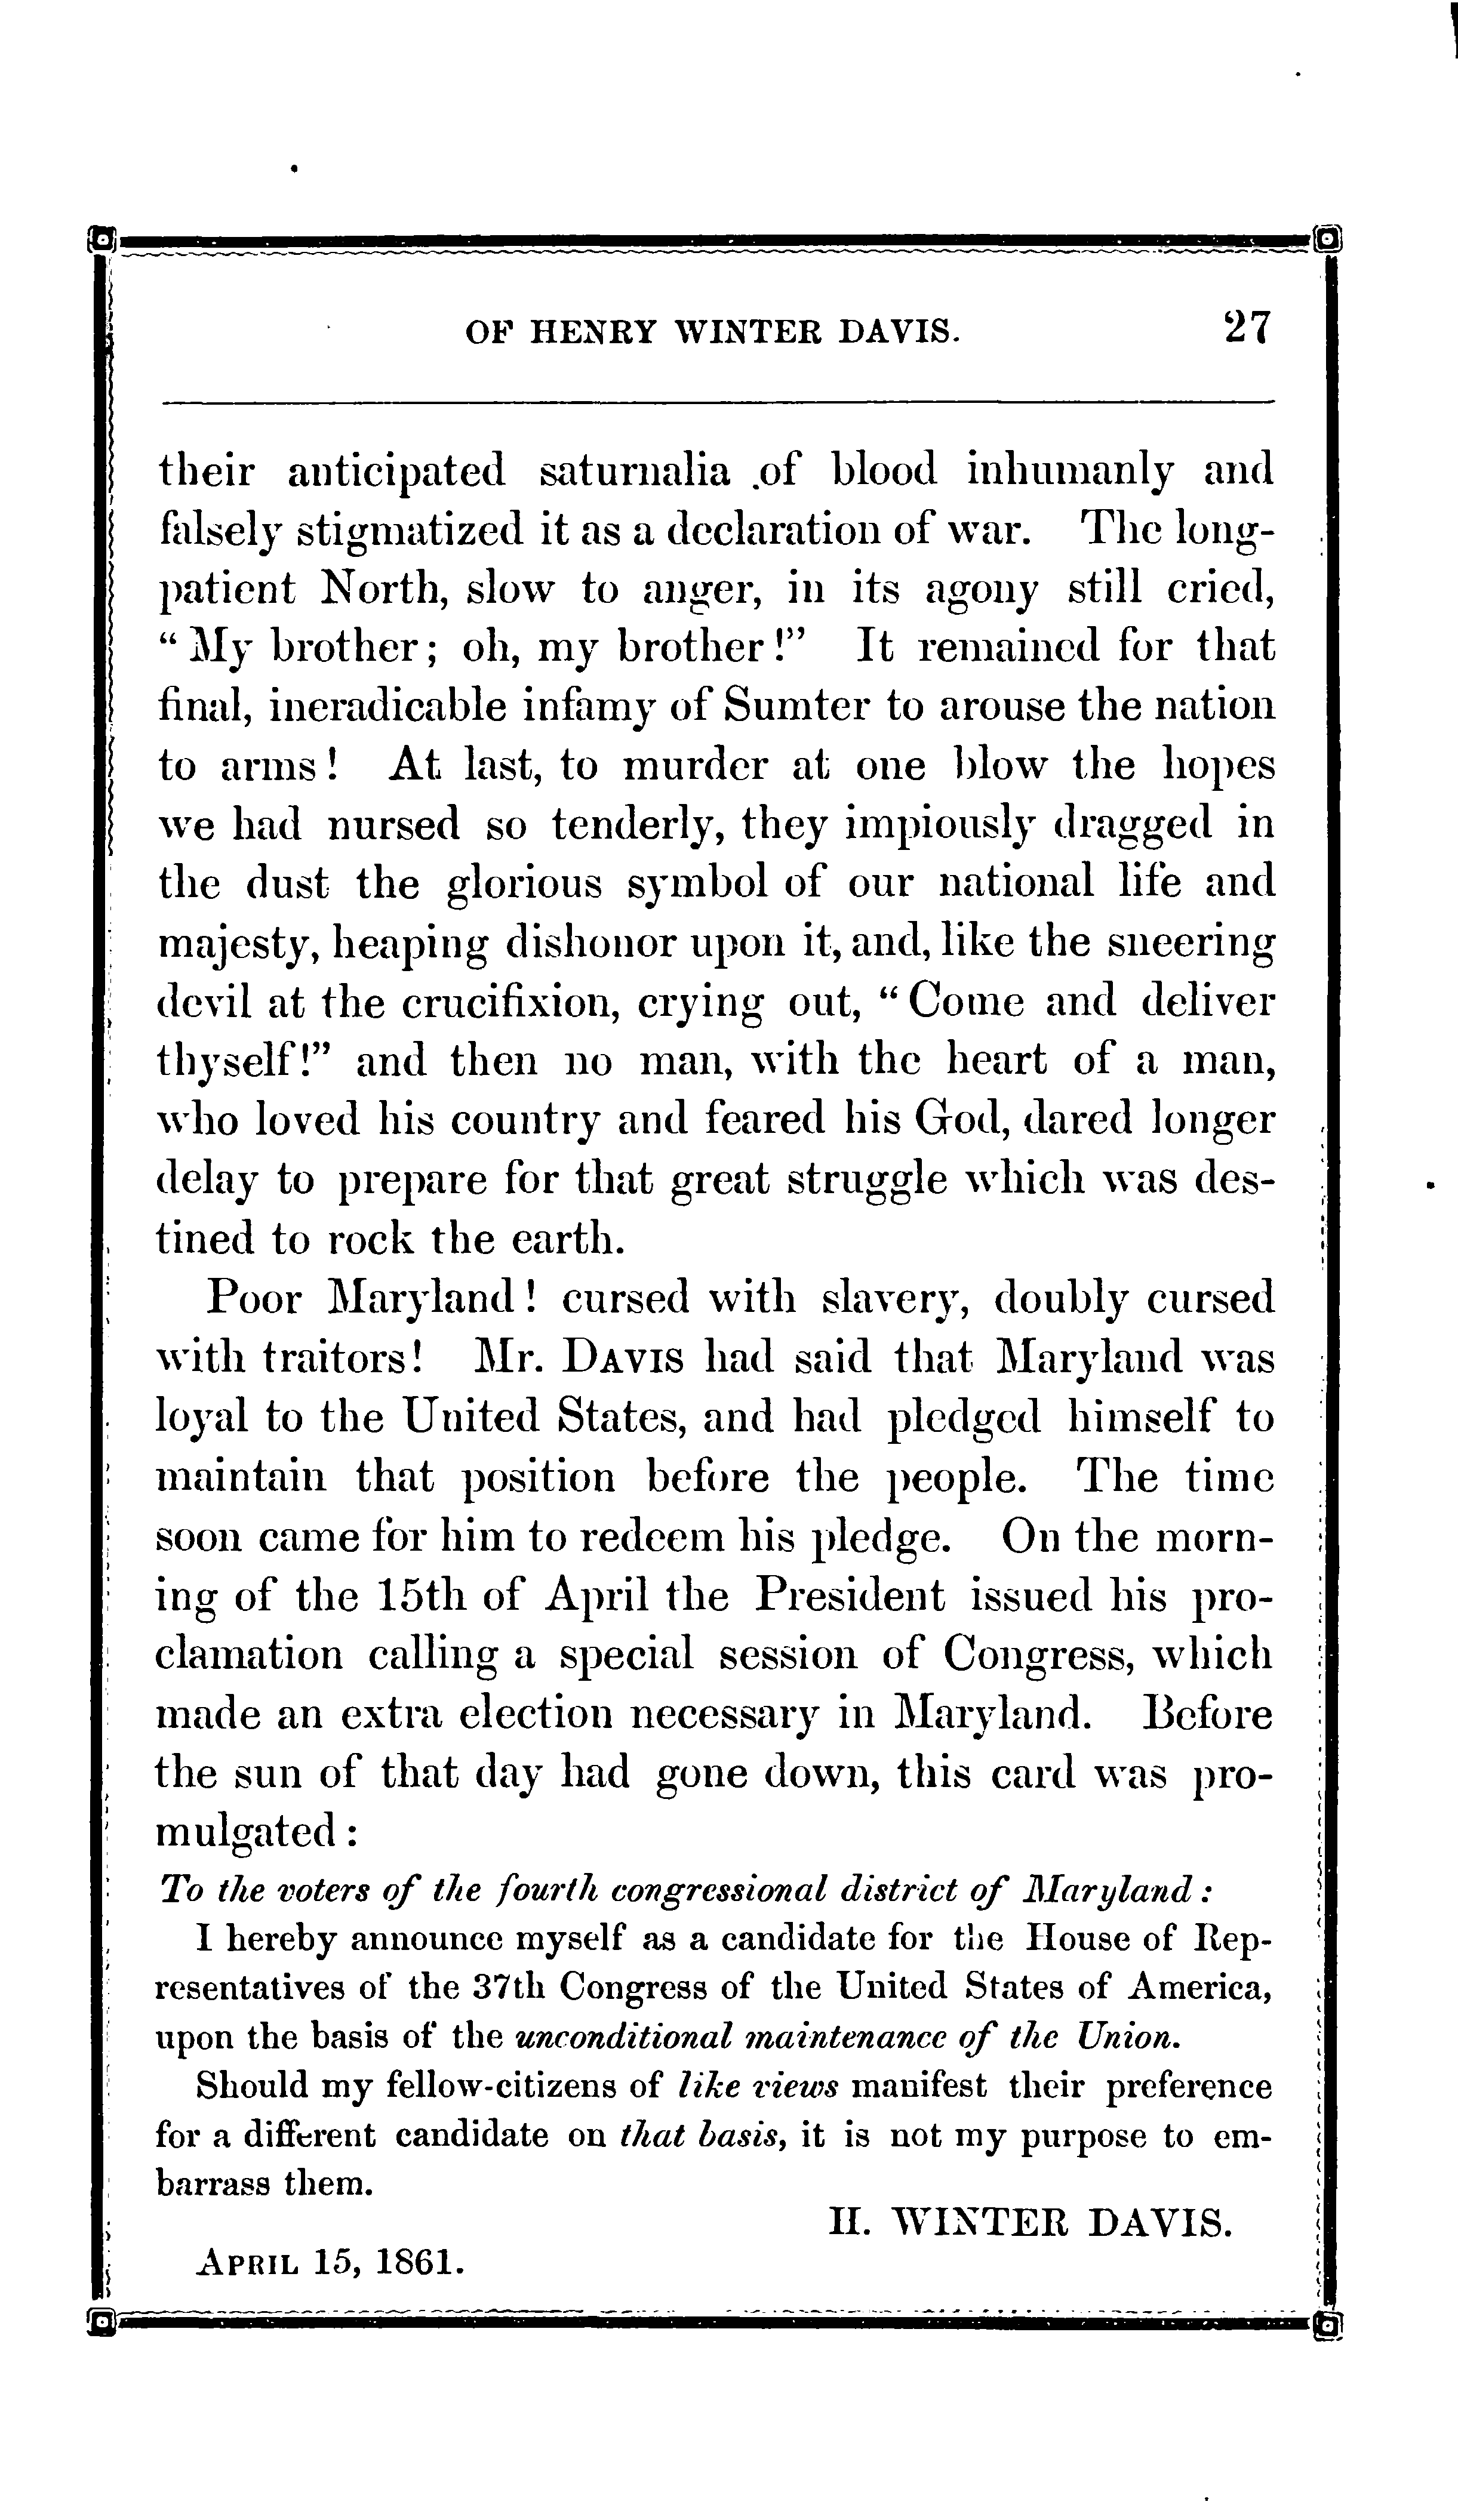 OF HENRY WINTER DAVIS. 27
their anticipated saturnalia of blood inhumanly and
falsely stigmatized it as a declaration of war. The long-
patient North, slow to anger, in its agony still cried,
“My brother; oh, my brother!” It remained for that
final, ineradicable infamy of Sumter to arouse the nation
to arms! At last, to murder at one blow the hopes
we had nursed so tenderly, they impiously dragged in
the dust the glorious symbol of our national life and
majesty, heaping dishonor upon it, and, like the sneering
devil at the crucifixion, crying out, “Come and deliver
thyself!” and then no man, with the heart of a man,
who loved his country and feared his God, dared longer
delay to prepare for that great struggle which was des-
tined to rock the earth.
Poor Maryland! cursed with slavery, doubly cursed
with traitors! Mr. DAVIS had said that Maryland was
loyal to the United States, and had pledged himself to
maintain that position before the people. The time
soon came for him to redeem his pledge. On the morn-
ing of the 15th of April the President issued his pro-
clamation calling a special session of Congress, which
made an extra election necessary in Maryland. Before
the sun of that day had gone down, this card was pro-
mulgated:
To the voters of the fourth congressional district of Maryland:
I hereby announce myself as a candidate for the House of Rep-
resentatives of the 37th Congress of the United States of America,
upon the basis of the unconditional maintenance of the Union.
Should my fellow-citizens of like views manifest their preference
for a different candidate on that basis, it is not my purpose to em-
barrass them.
H. WINTER DAVIS.
APRIL 15, 1861.